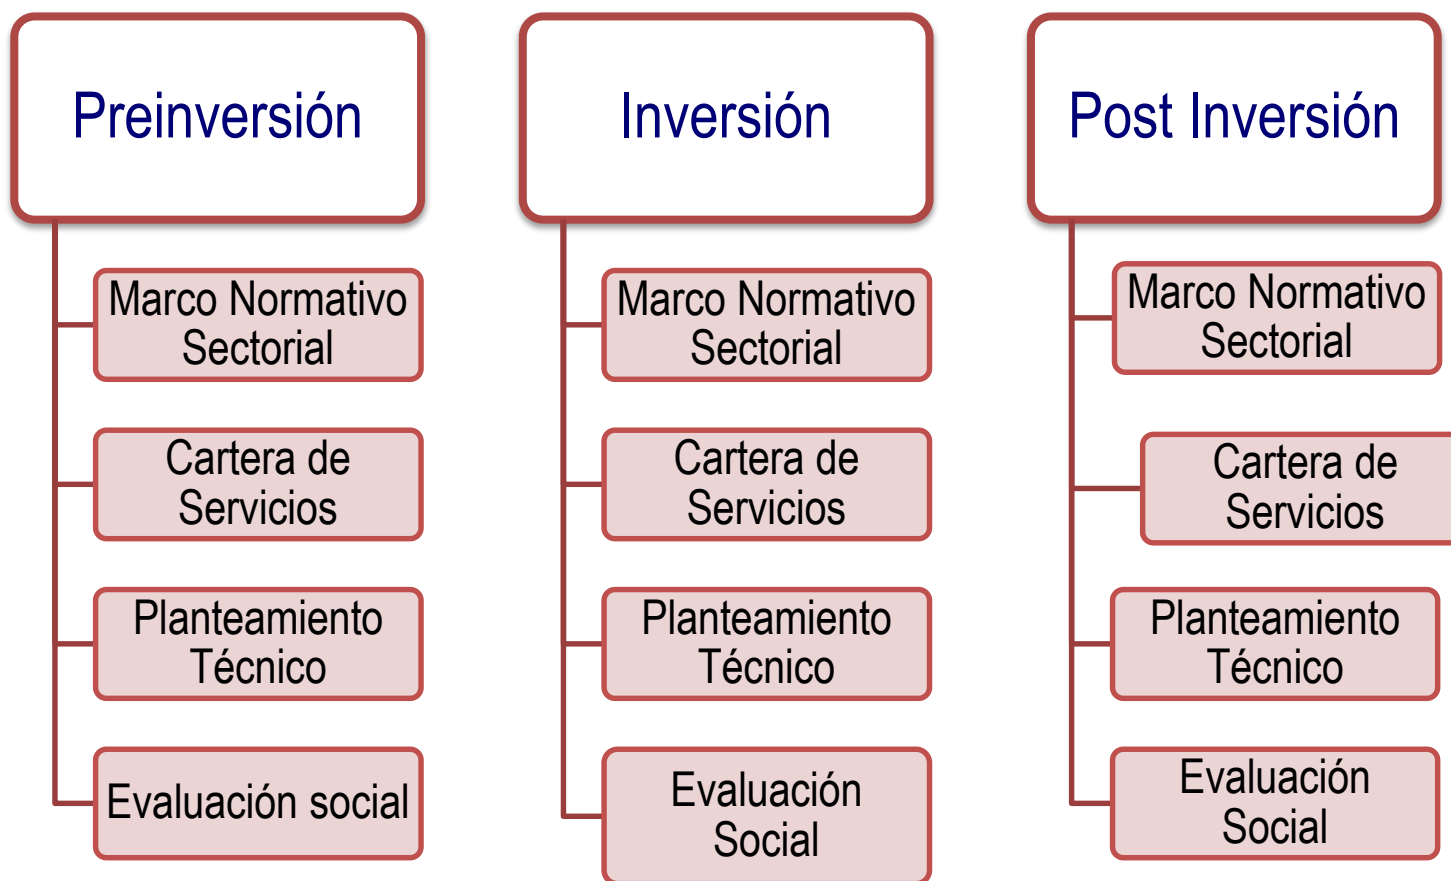 Preinversión
Marco Normativo
Sectorial
Cartera de
Servicios
Planteamiento
Técnico
Evaluación social
Inversión
Marco Normativo
Sectorial
Cartera de
Servicios
Planteamiento
Técnico
Evaluación
Social
Post Inversión
Marco Normativo
Sectorial
Cartera de
Servicios
Planteamiento
Técnico
Evaluación
Social